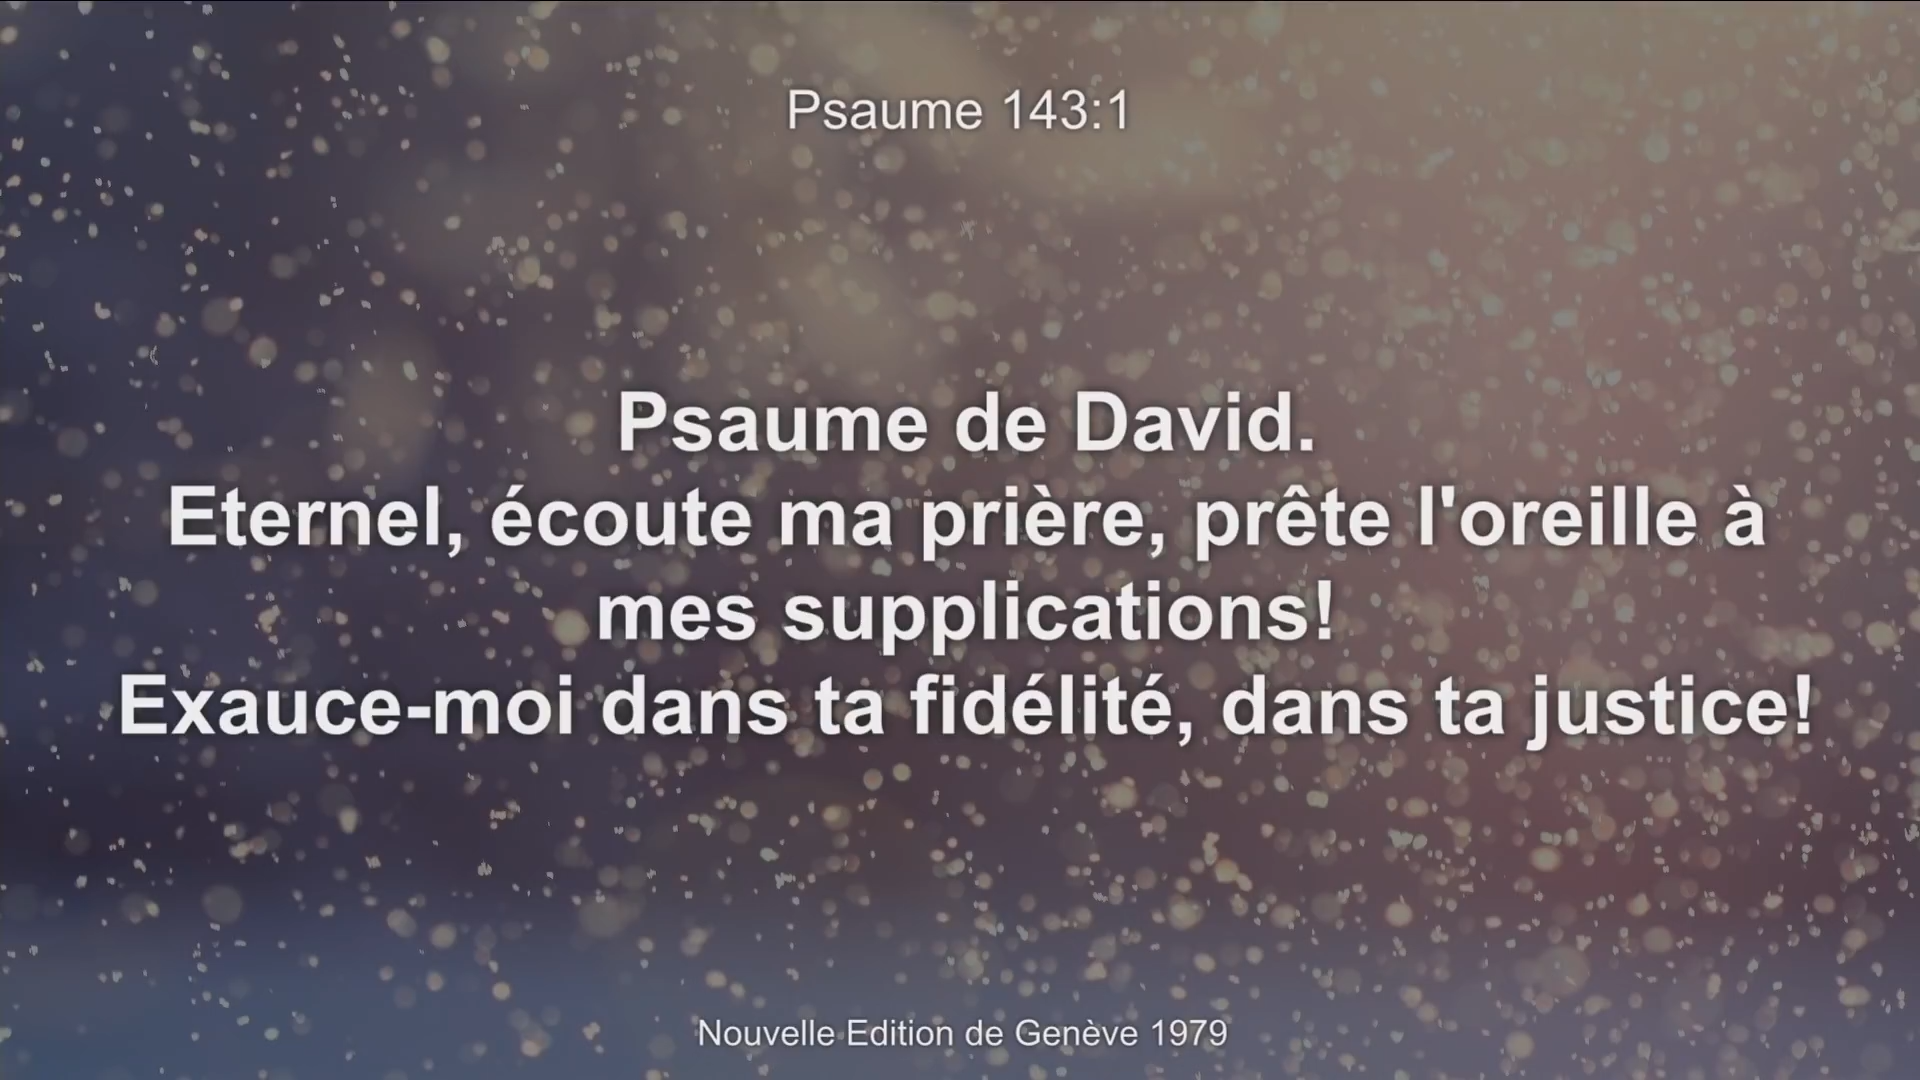 Psaume 143:1
Psaume de David.
Eternel, écoute ma prière, prête l'oreille à
mes supplications!
Exauce-moi dans ta fidélité, dans ta justice!
Nouvelle Edition de Genève 1979